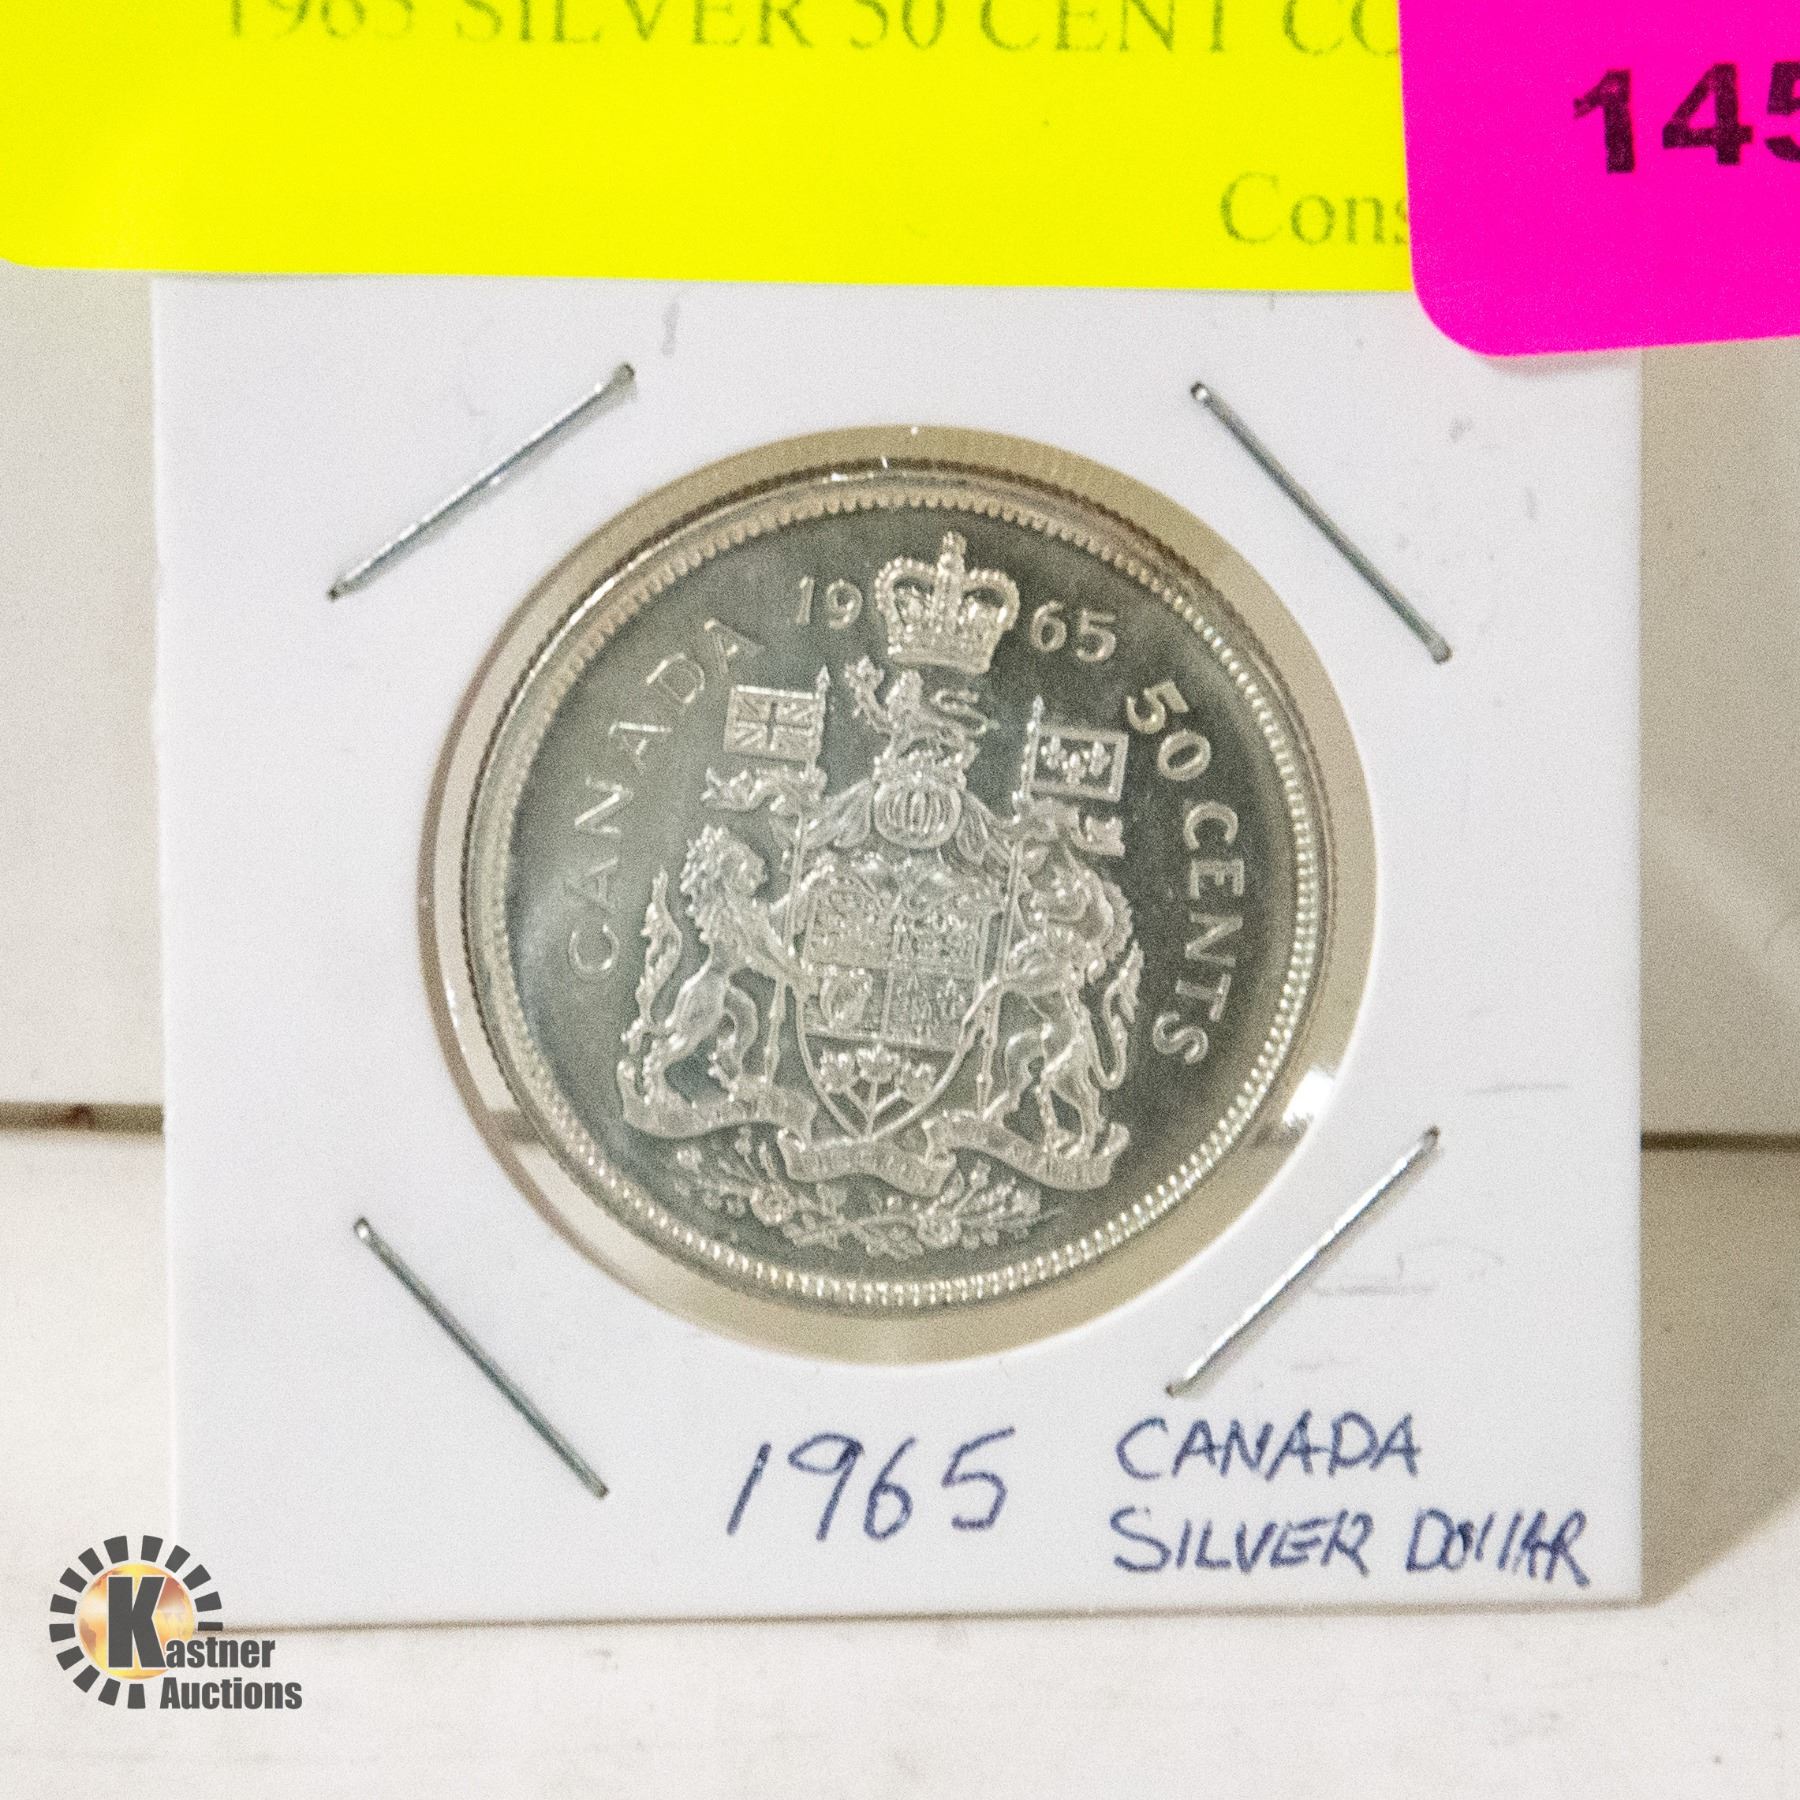 1965 SILVER 50 CENT CO
145
Cons
1965
CANADA
50 CENTS
1965
CANADA
SILVER DOllAR
Kastner
Auctions